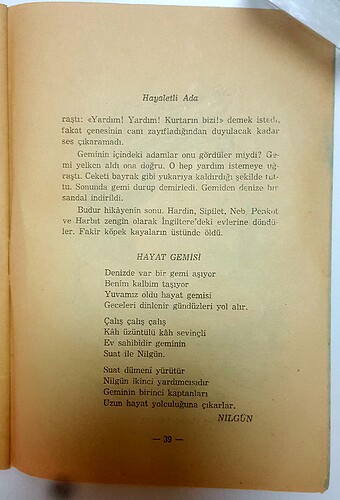 Hayaletli Ada
raştı: «Yardım! Yardım! Kurtarın bizi!» demek istedi,
fakat çenesinin canı zayıfladığından duyulacak kadar
ses çıkaramadı.
Geminin içindeki adamlar onu gördüler miydi? Ge-
mi yelken aldı ona doğru. O hep yardım istemeye uğ-
raştı. Ceketi bayrak gibi yukarıya kaldırdığı şekilde tut-
tu. Sonunda gemi durup demirledi. Gemiden denize bir
sandal indirildi.
Budur hikâyenin sonu. Hardin, Sipilet, Neb, Penkot
ve Harbıt zengin olarak İngiltere'deki evlerine döndü-
ler. Fakir köpek kayaların üstünde öldü.
HAYAT GEMİSİ
Denizde var bir gemi aşıyor
Benim kalbim taşıyor
Yuvamız oldu hayat gemisi
Geceleri dinlenir gündüzleri yol alır.
Çalış çalış çalış
Kâh üzüntülü kâh sevinçli
Ev sahibidir geminin
Suat ile Nilgün.
Suat dümeni yürütür
Nilgün ikinci yardımcısıdır
Geminin birinci kaptanları
Uzun hayat yolculuğuna çıkarlar.
NİLGÜN
— 39 —